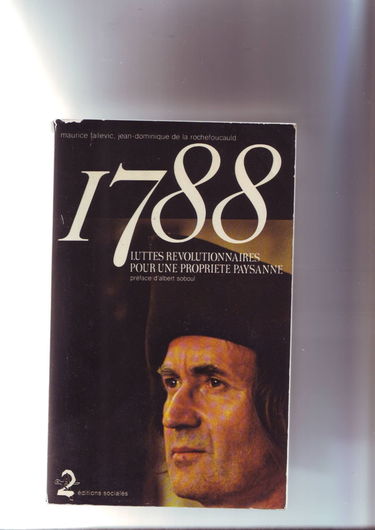 maurice failevic, jean-dominique de la rochefoucauld
1788
LUTTES REVOLUTIONNAIRES
POUR UNE PROPRIETE PAYSANNE
préface d'albert soboul
2 éditions sociales